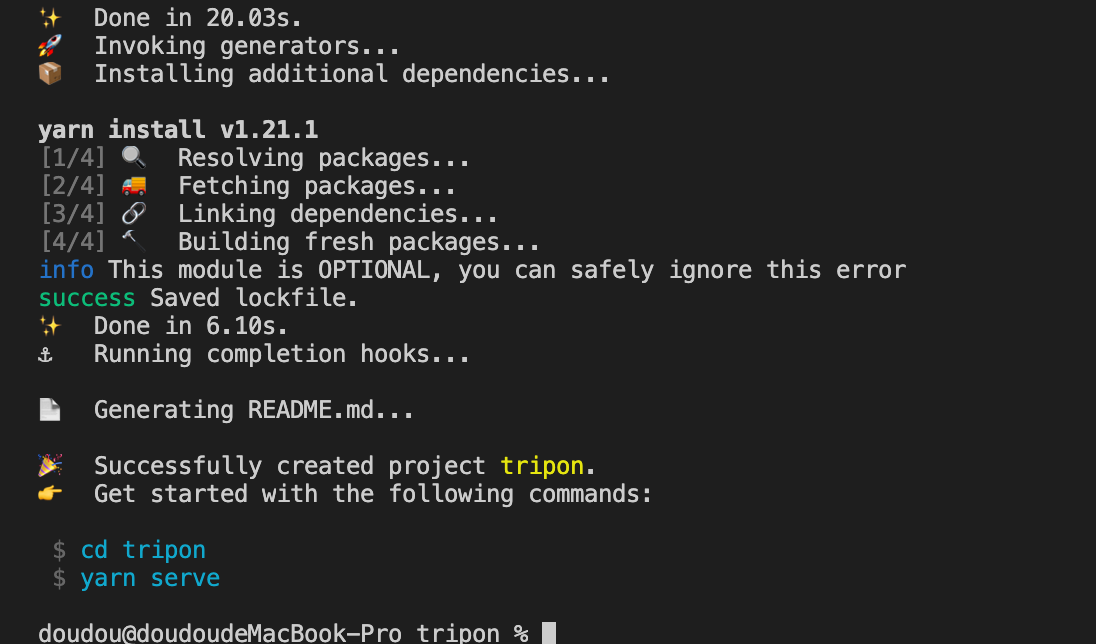 ✨  Done in 20.03s.
🚀  Invoking generators...
📦  Installing additional dependencies...
yarn install v1.21.1
[1/4] 🔍  Resolving packages...
[2/4] 🚚  Fetching packages...
[3/4] 🔗  Linking dependencies...
[4/4] 🔨  Building fresh packages...
info This module is OPTIONAL, you can safely ignore this error
success Saved lockfile.
✨  Done in 6.10s.
⚓  Running completion hooks...
📄  Generating README.md...
🎉  Successfully created project tripon.
👉  Get started with the following commands:
$ cd tripon
$ yarn serve
doudou@doudoudeMacBook-Pro tripon %